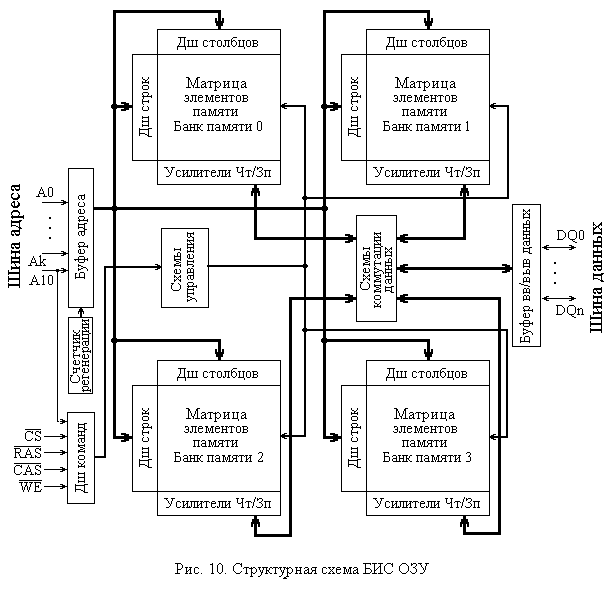 Дш столбцов
Дш строк
Матрица
элементов
памяти
Банк памяти 0
Усилители Чт/Зп
Дш столбцов
Дш строк
Матрица
элементов
памяти
Банк памяти 1
Усилители Чт/Зп
Шина адреса
A0
Ak
A10
Буфер адреса
Счетчик
регенерации
Схемы
управления
Схемы
коммутации
данных
Буфер вв/выв данных
DQ0
DQn
Шина данных
Дш столбцов
Дш строк
Матрица
элементов
памяти
Банк памяти 2
Усилители Чт/Зп
Дш столбцов
Дш строк
Матрица
элементов
памяти
Банк памяти 3
Усилители Чт/Зп
CS
RAS
CAS
WE
Дш команд
Рис. 10. Структурная схема БИС ОЗУ